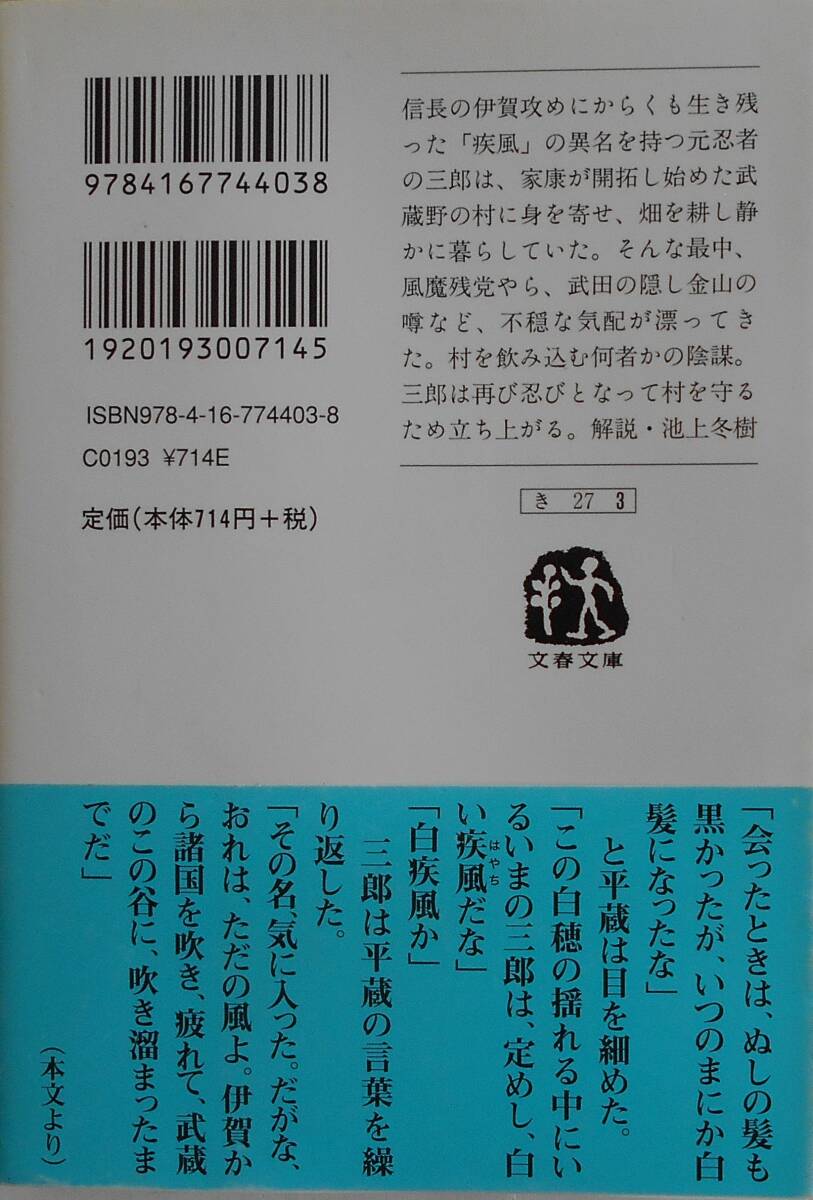 9784167744038
1920193007145
ISBN978-4-16-774403-8
C0193 ¥714E
定価(本体714円+税)
信長の伊賀攻めにからくも生き残
った「疾風」の異名を持つ元忍者
の三郎は、家康が開拓し始めた武
蔵野の村に身を寄せ、畑を耕し静
かに暮らしていた。そんな最中、
風魔残党やら、武田の隠し金山の
噂など、不穏な気配が漂ってき
た。村を飲み込む何者かの陰謀。
三郎は再び忍びとなって村を守る
ため立ち上がる。解説・池上冬樹
き 27 3
文春文庫
「会ったときは、ぬしの髪も
黒かったが、いつのまにか白
髪になったな」
と平蔵は目を細めた。
「この白穂の揺れる中にい
るいまの三郎は、定めし、白
い疾風だな」
はやち
「白疾風か」
三郎は平蔵の言葉を繰
り返した。
「その名、気に入った。だがな、
おれは、ただの風よ。伊賀か
ら諸国を吹き、疲れて、武蔵
のこの谷に、吹き溜まったま
でだ」
(本文より)